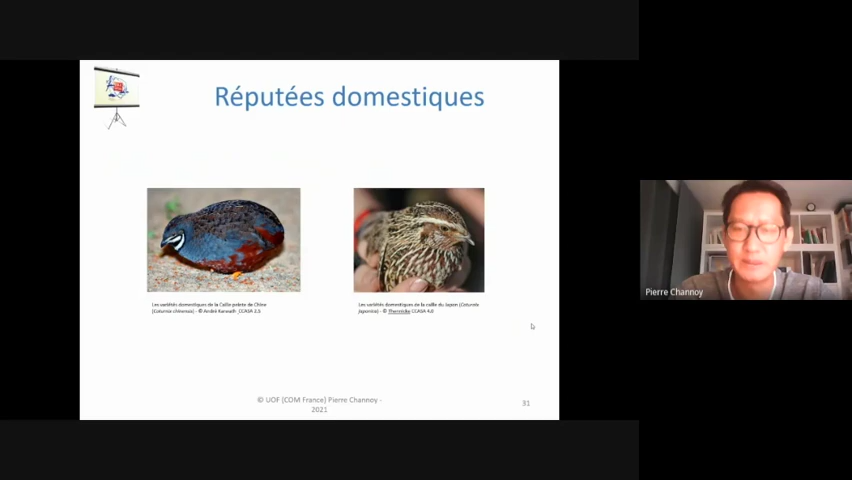 Réputées domestiques
Les variétés domestiques de la Caille peinte de Chine
(Coturnix chinensis) - © André Karwath CCASA 2.5
Les variétés domestiques de la caille du Japon (Coturnix
japonica) - © Thermidre CCASA 4.0
© UOF (COM France) Pierre Channoy -
2021
31
Pierre Channoy